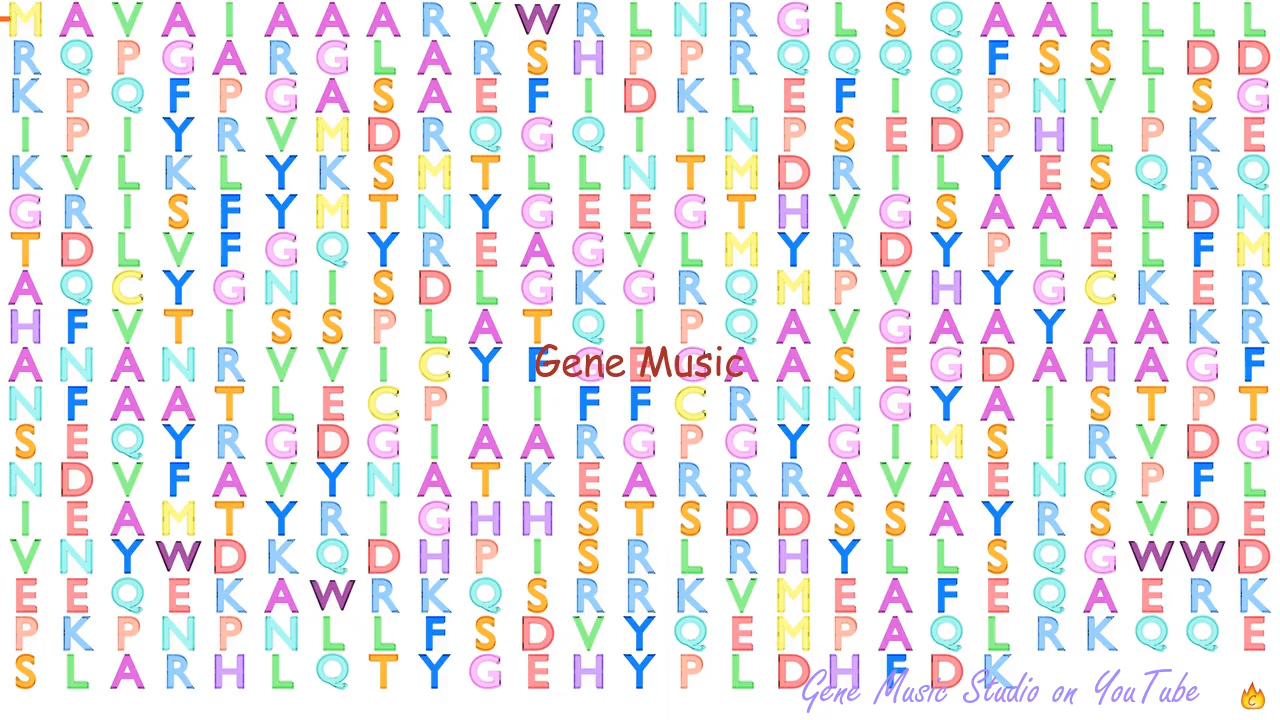 M A V A I A A A R V W R L N R G L S Q A A L L L L
R Q P G A R G L A R S H P P R Q Q Q Q F S S L D D
K P Q F P G A S A E F I D K L E F I Q P N V I S G
I P I Y R V M D R Q G Q I I N P S E D P H L P K E
K V L K L Y K S M T L L N T M D R I L Y E S Q R Q
G R I S F Y M T N Y G E E G T H V G S A A A L D N
T D L V F G Q Y R E A G V L M Y R D Y P L E L F M
A Q C Y G N I S D L G K G R Q M P V H Y G C K E R
H F V T I S S P L A T Q I P Q A V G A A Y A A K R
A N A N R V V I C Y F G E G A A S E G D A H A G F
Gene Music
N F A A T L E C P I I F F C R N N G Y A I S T P T
S E Q Y R G D G I A A R G P G Y G I M S I R V D G
N D V F A V Y N A T K E A R R R A V A E N Q P F L
I E A M T Y R I G H H S T S D D S S A Y R S V D E
V N Y W D K Q D H P I S R L R H Y L L S Q G W W D
E E Q E K A W R K Q S R R K V M E A F E Q A E R K
P K P N P N L L F S D V Y Q E M P A Q L R K Q Q E
S L A R H L Q T Y G E H Y P L D H F D K
Gene Music Studio on YouTube
C